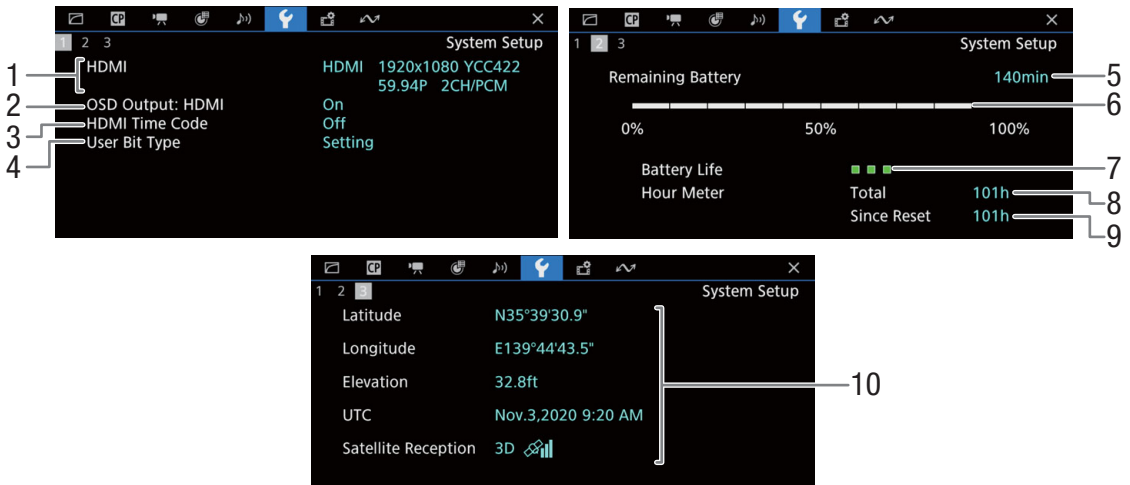 CP
1 2 3 System Setup
HDMI HDMI 1920x1080 YCC422
59.94P 2CH/PCM
OSD Output: HDMI On
HDMI Time Code Off
User Bit Type Setting
1
2
3
4
CP
1 2 3 System Setup
Remaining Battery 140min
0% 50% 100%
Battery Life
Hour Meter Total 101h
Since Reset 101h
5
6
7
8
9
CP
1 2 3 System Setup
Latitude N35°39'30.9"
Longitude E139°44'43.5"
Elevation 32.8ft
UTC Nov.3,2020 9:20 AM
Satellite Reception 3D
10